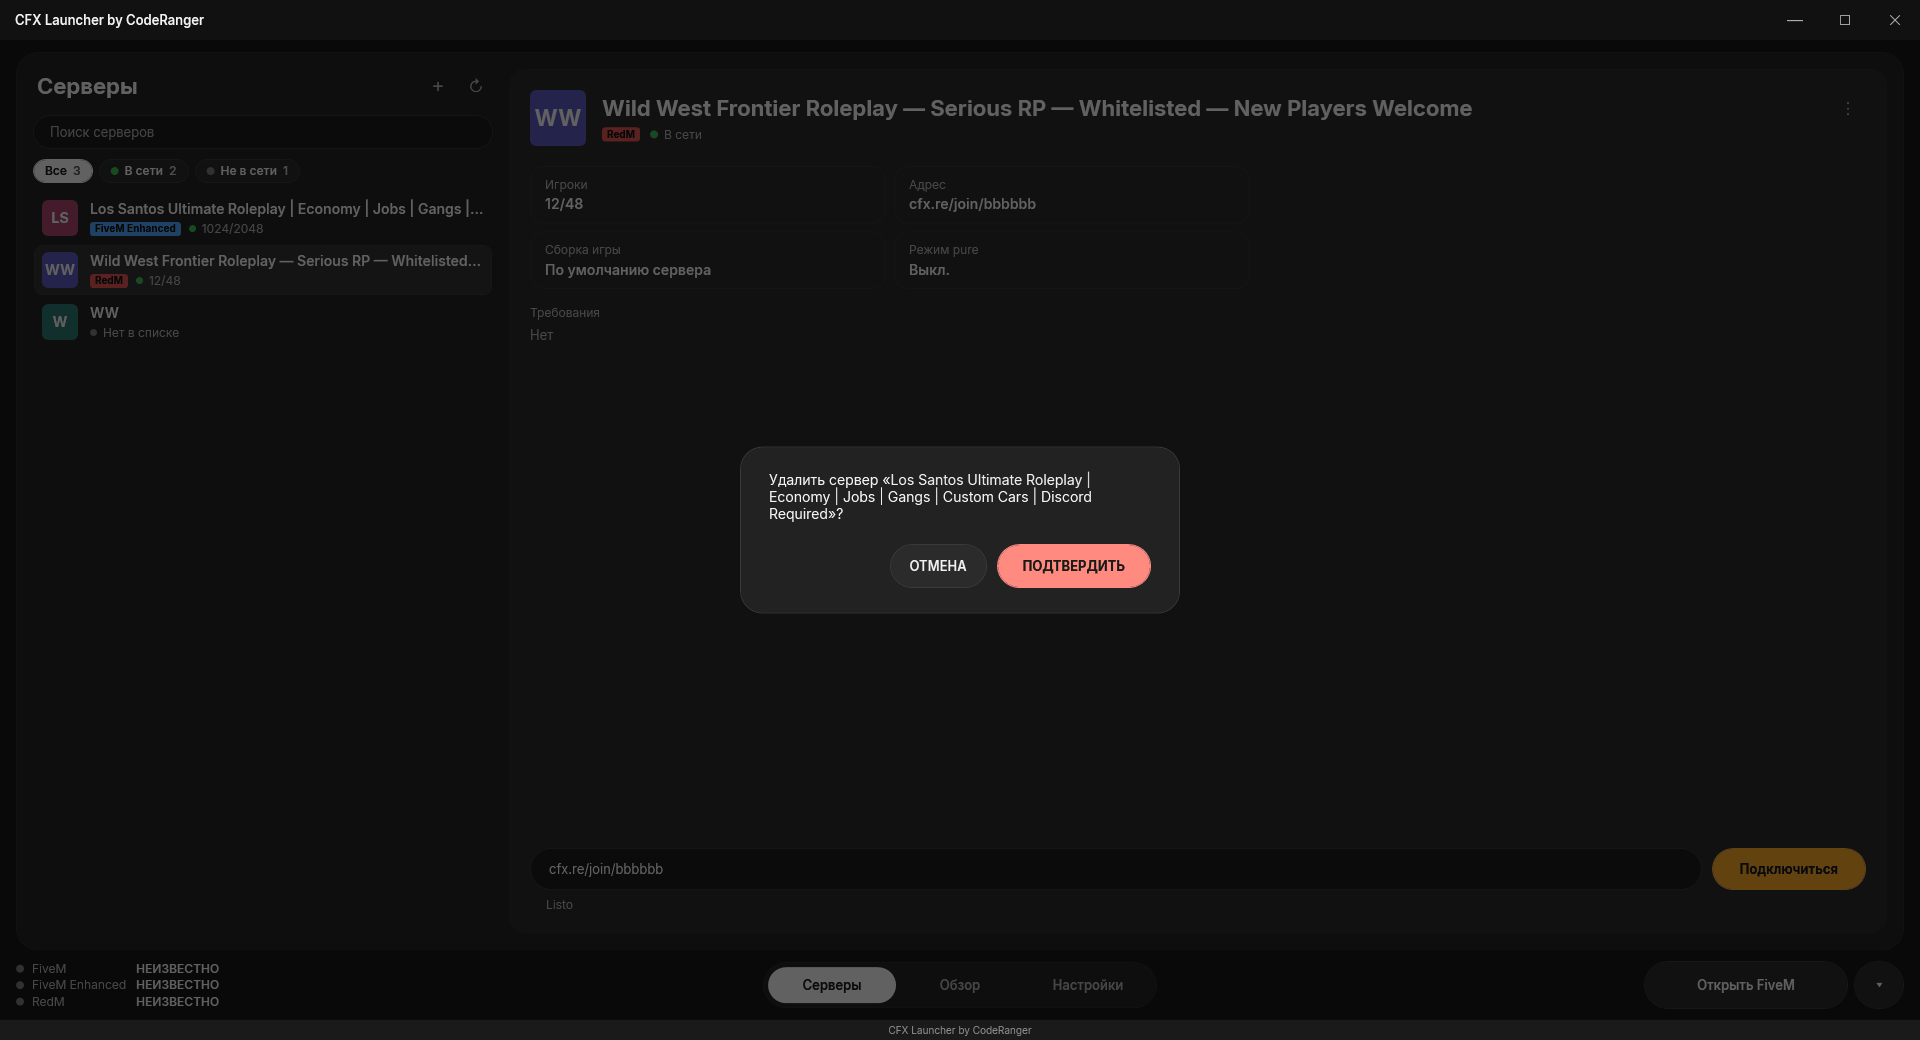 CFX Launcher by CodeRanger
Серверы
Поиск серверов
Все 3
В сети 2
Не в сети 1
LS
Los Santos Ultimate Roleplay | Economy | Jobs | Gangs |...
FiveM Enhanced
1024/2048
WW
Wild West Frontier Roleplay — Serious RP — Whitelisted...
RedM
12/48
W
WW
Нет в списке
WW
Wild West Frontier Roleplay — Serious RP — Whitelisted — New Players Welcome
RedM
В сети
Игроки
12/48
Адрес
cfx.re/join/bbbbbb
Сборка игры
По умолчанию сервера
Режим pure
Выкл.
Требования
Нет
Удалить сервер «Los Santos Ultimate Roleplay |
Economy | Jobs | Gangs | Custom Cars | Discord
Required»?
ОТМЕНА
ПОДТВЕРДИТЬ
cfx.re/join/bbbbbb
Подключиться
Listo
FiveM НЕИЗВЕСТНО
FiveM Enhanced НЕИЗВЕСТНО
RedM НЕИЗВЕСТНО
Серверы
Обзор
Настройки
Открыть FiveM
CFX Launcher by CodeRanger